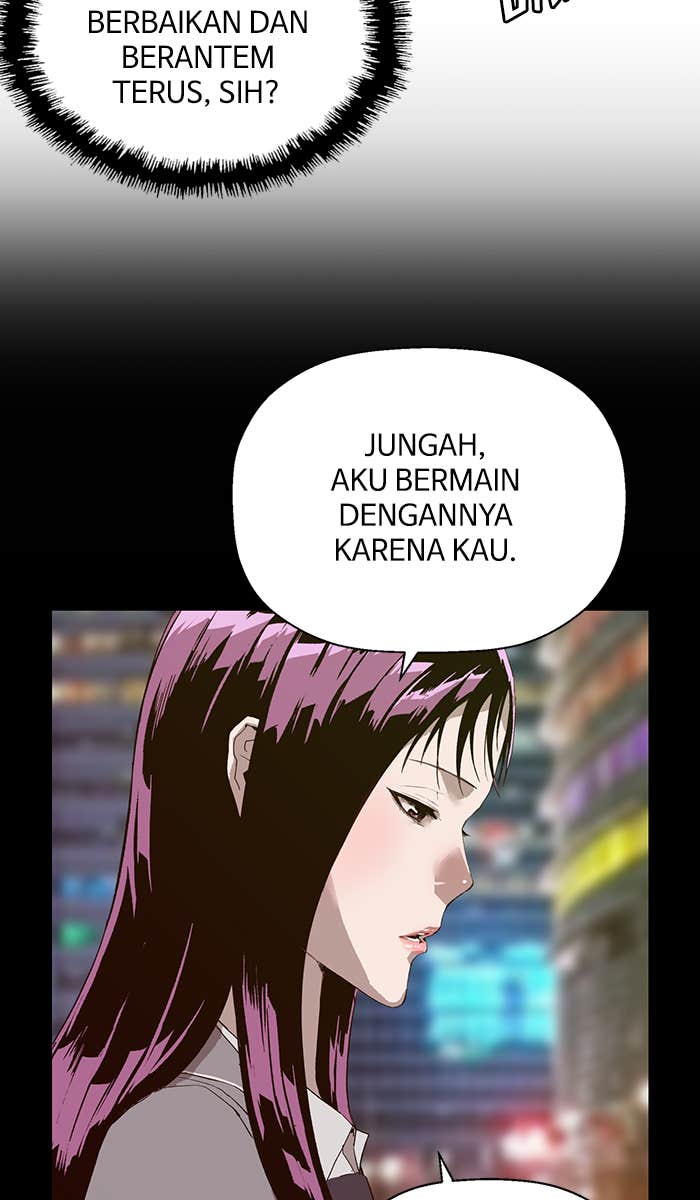 BERBAIKAN DAN
BERANTEM
TERUS, SIH?
JUNGAH,
AKU BERMAIN
DENGANNYA
KARENA KAU.